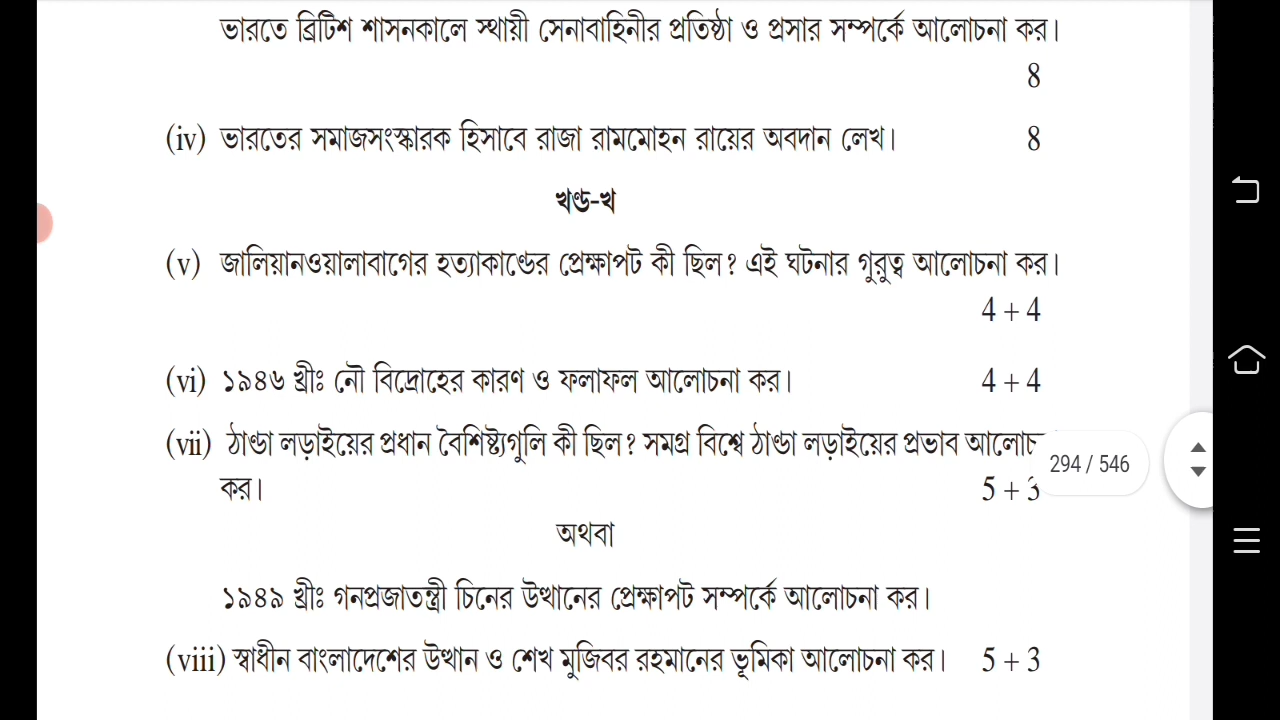 ভারতে ব্রিটিশ শাসনকালে স্থায়ী সেনাবাহিনীর প্রতিষ্ঠা ও প্রসার সম্পর্কে আলোচনা কর।
8
(iv) ভারতের সমাজসংস্কারক হিসাবে রাজা রামমোহন রায়ের অবদান লেখ। 8
খণ্ড-খ
(v) জালিয়ানওয়ালাবাগের হত্যাকাণ্ডের প্রেক্ষাপট কী ছিল? এই ঘটনার গুরুত্ব আলোচনা কর।
4 + 4
(vi) ১৯৪৬ খ্রীঃ নৌ বিদ্রোহের কারণ ও ফলাফল আলোচনা কর। 4 + 4
(vii) ঠাণ্ডা লড়াইয়ের প্রধান বৈশিষ্ট্যগুলি কী ছিল? সমগ্র বিশ্বে ঠাণ্ডা লড়াইয়ের প্রভাব
294 / 546
কর। 5 + 3
অথবা
১৯৪৯ খ্রীঃ গনপ্রজাতন্ত্রী চিনের উত্থানের প্রেক্ষাপট সম্পর্কে আলোচনা কর।
(viii) স্বাধীন বাংলাদেশের উত্থান ও শেখ মুজিবর রহমানের ভূমিকা আলোচনা কর। 5 + 3